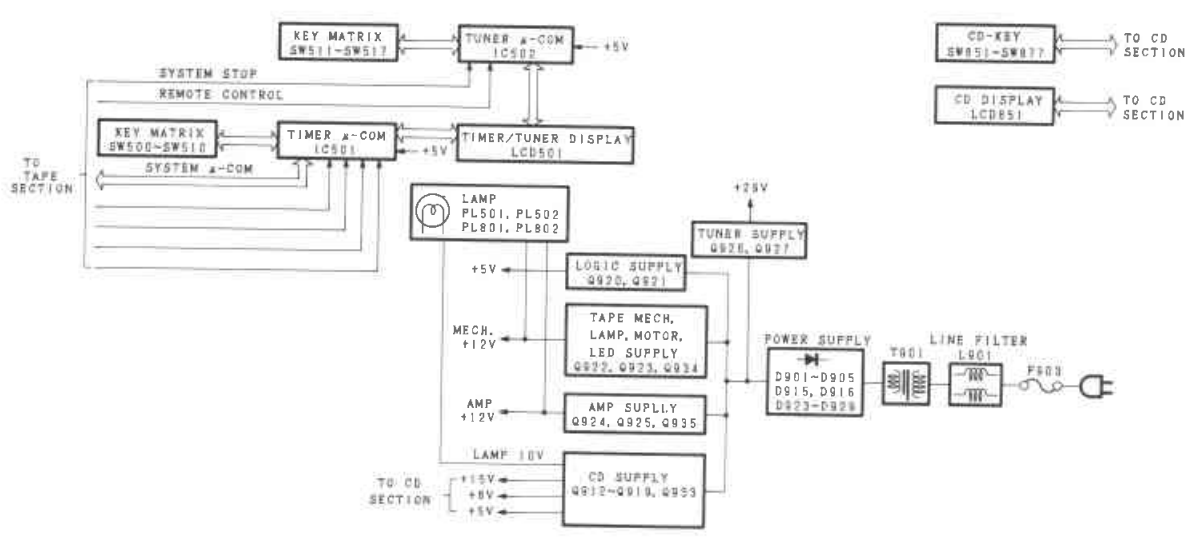 KEY MATRIX
SW511~SW517
TUNER μ-COM
IC502
+5V
CD-KEY
SW851~SW877
TO CD
SECTION
SYSTEM STOP
REMOTE CONTROL
CD DISPLAY
LCD851
TO CD
SECTION
KEY MATRIX
SW500~SW510
TIMER μ-COM
IC501
+5V
TIMER/TUNER DISPLAY
LCD501
TO
TAPE
SECTION
SYSTEM μ-COM
LAMP
PL501, PL502
PL801, PL802
TUNER SUPPLY
Q926, Q927
+5V
LOGIC SUPPLY
Q920, Q921
MECH.
+12V
TAPE MECH,
LAMP, MOTOR,
LED SUPPLY
Q922, Q923, Q934
POWER SUPPLY
D901~D905
D915, D916
D923~D929
T901
LINE FILTER
L901
F903
AMP
+12V
AMP SUPLLY
Q924, Q925, Q935
LAMP 10V
TO CD
SECTION
+15V
+8V
+5V
CD SUPPLY
Q912~Q919, Q933